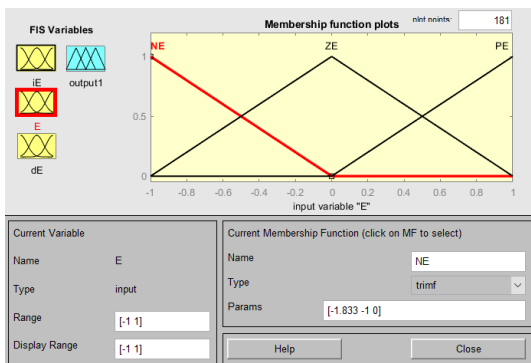 FIS Variables
Membership function plots
plot points:
181
iE
output1
E
dE
NE
ZE
PE
1
0.5
0
-1
-0.8
-0.6
-0.4
-0.2
0
0.2
0.4
0.6
0.8
1
input variable "E"
Current Variable
Name
E
Type
input
Range
[-1 1]
Display Range
[-1 1]
Current Membership Function (click on MF to select)
Name
NE
Type
trimf
Params
[-1.833 -1 0]
Help
Close